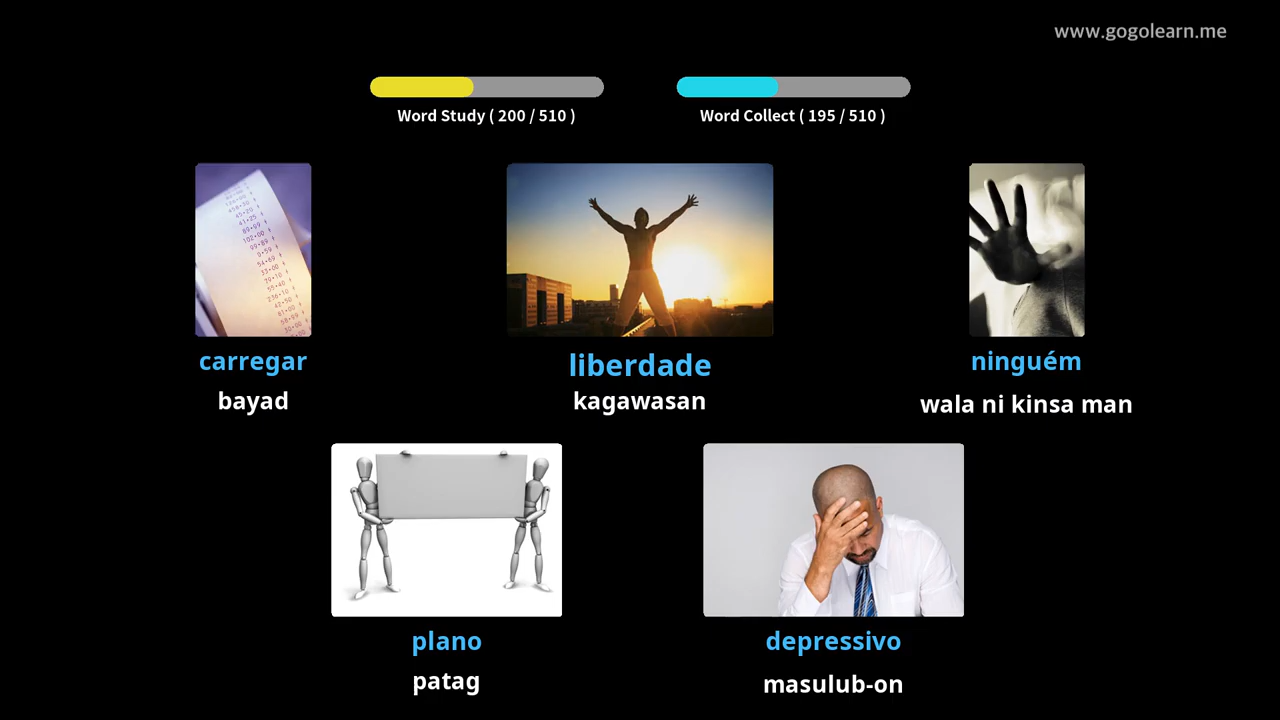 www.gogolearn.me
Word Study ( 200 / 510 )
Word Collect ( 195 / 510 )
carregar
bayad
liberdade
kagawasan
ninguém
wala ni kinsa man
plano
patag
depressivo
masulub-on